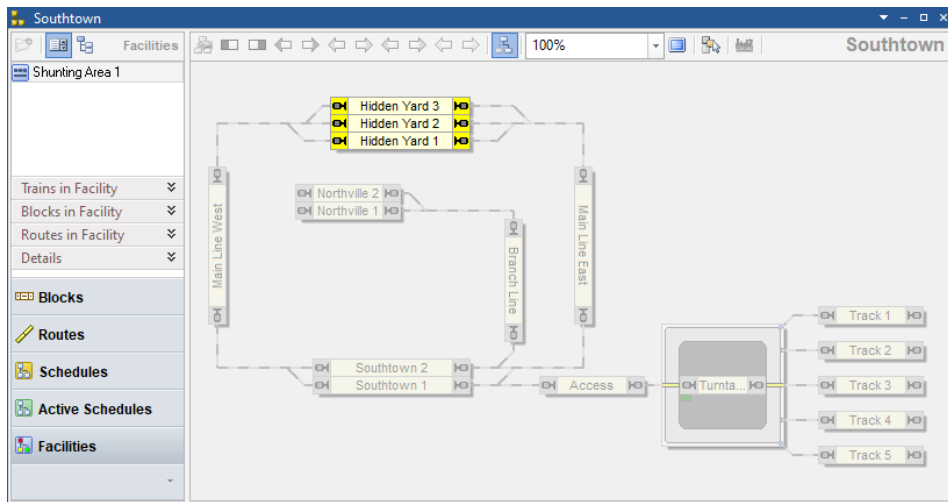 Southtown
Facilities
100%
Southtown
Shunting Area 1
Trains in Facility
Blocks in Facility
Routes in Facility
Details
Blocks
Routes
Schedules
Active Schedules
Facilities
Hidden Yard 3
Hidden Yard 2
Hidden Yard 1
Northville 2
Northville 1
Main Line West
Branch Line
Main Line East
Southtown 2
Southtown 1
Access
Turnta...
Track 1
Track 2
Track 3
Track 4
Track 5